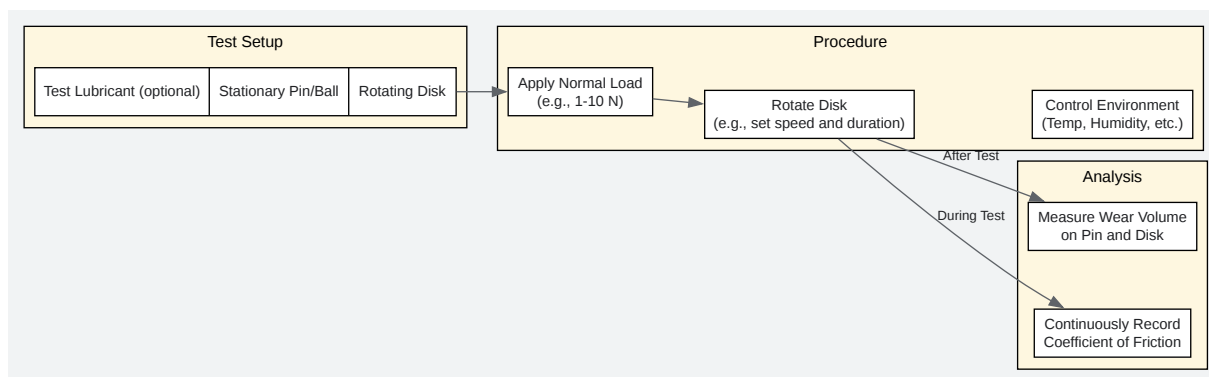 Test Setup
Test Lubricant (optional)
Stationary Pin/Ball
Rotating Disk
Procedure
Apply Normal Load
(e.g., 1-10 N)
Rotate Disk
(e.g., set speed and duration)
Control Environment
(Temp, Humidity, etc.)
After Test
During Test
Analysis
Measure Wear Volume
on Pin and Disk
Continuously Record
Coefficient of Friction